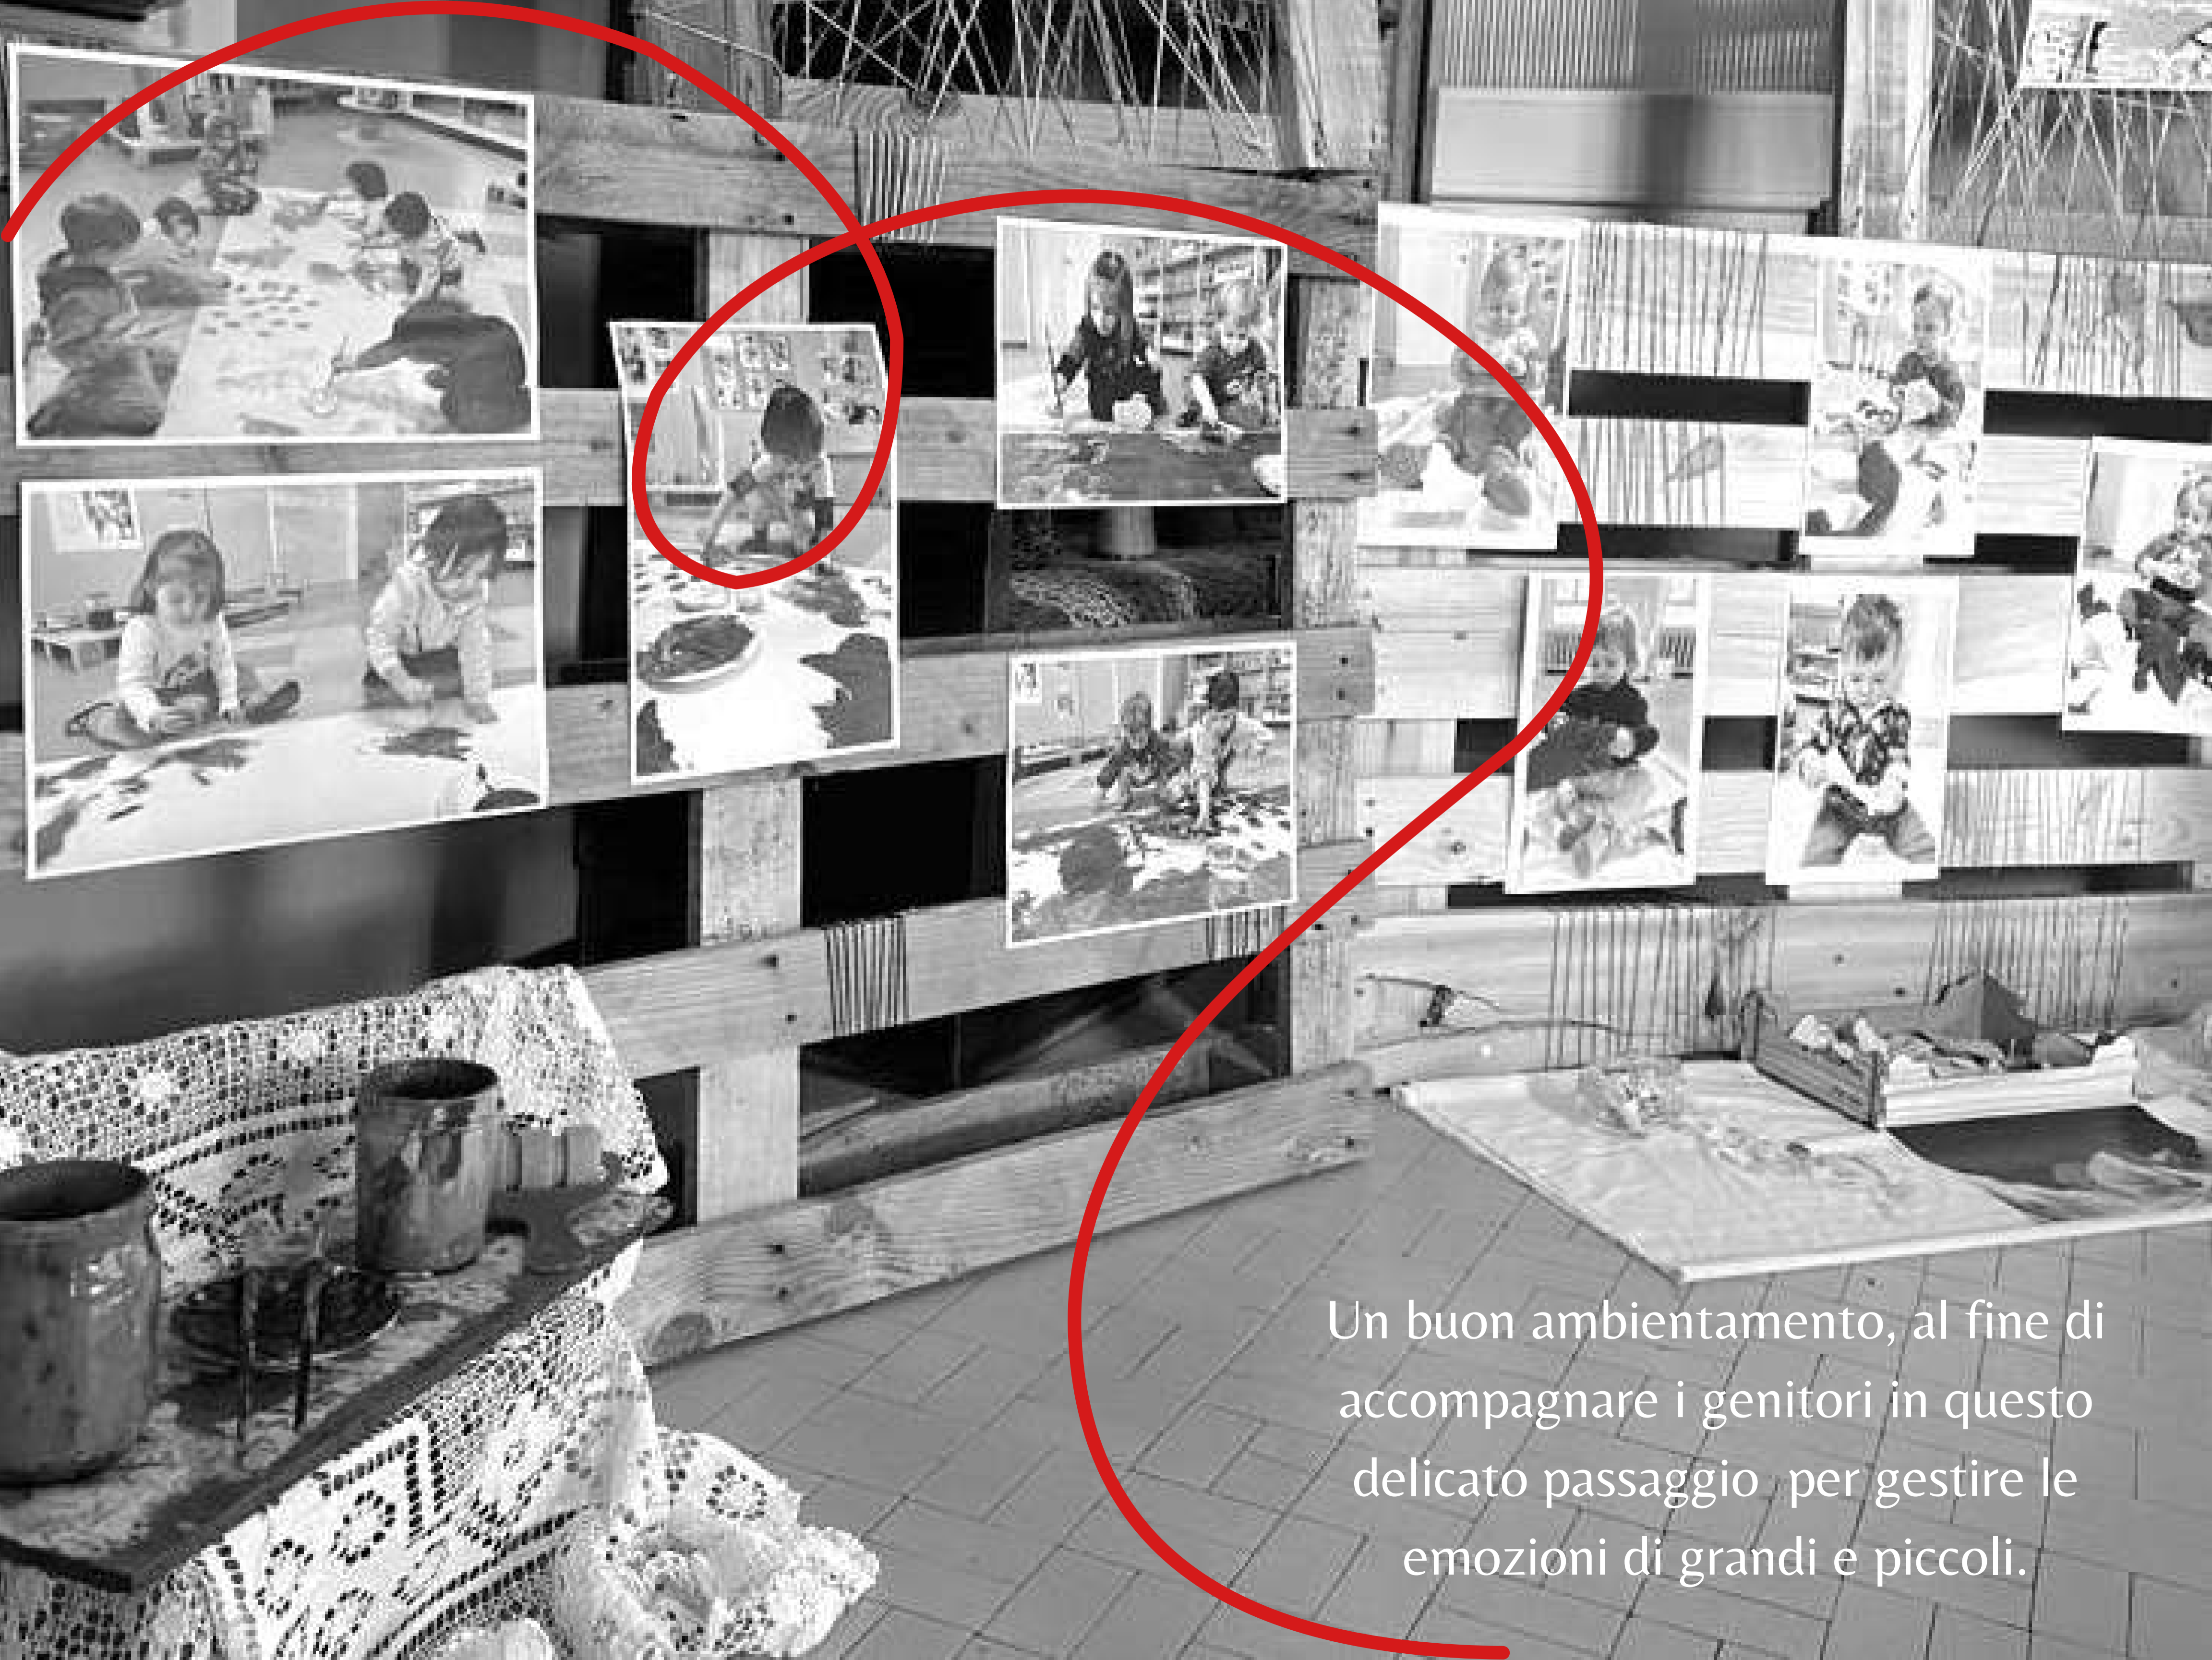 Un buon ambientamento, al fine di
accompagnare i genitori in questo
delicato passaggio  per gestire le
emozioni di grandi e piccoli.